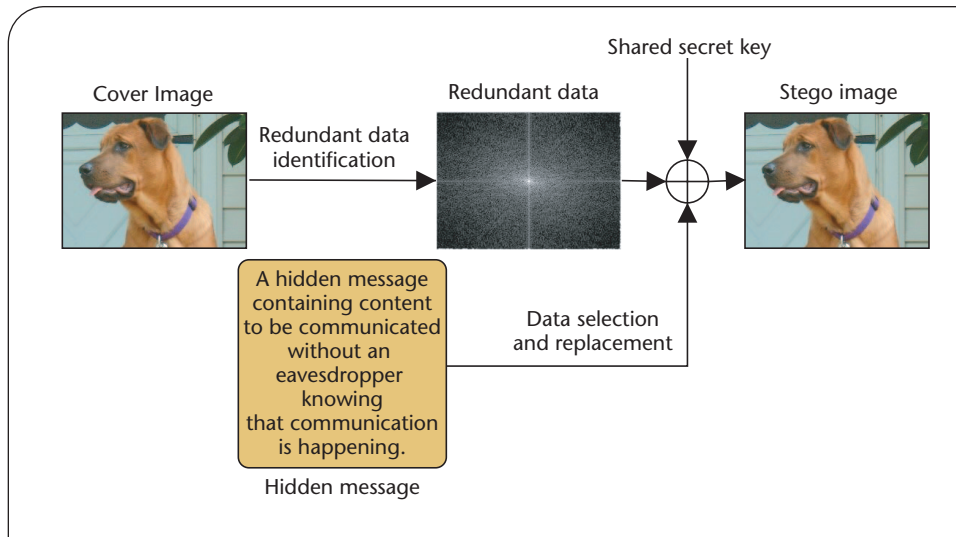 Shared secret key
Cover Image
Redundant data
Stego image
Redundant data
identification
A hidden message
containing content
to be communicated
without an
eavesdropper
knowing
that communication
is happening.
Data selection
and replacement
Hidden message